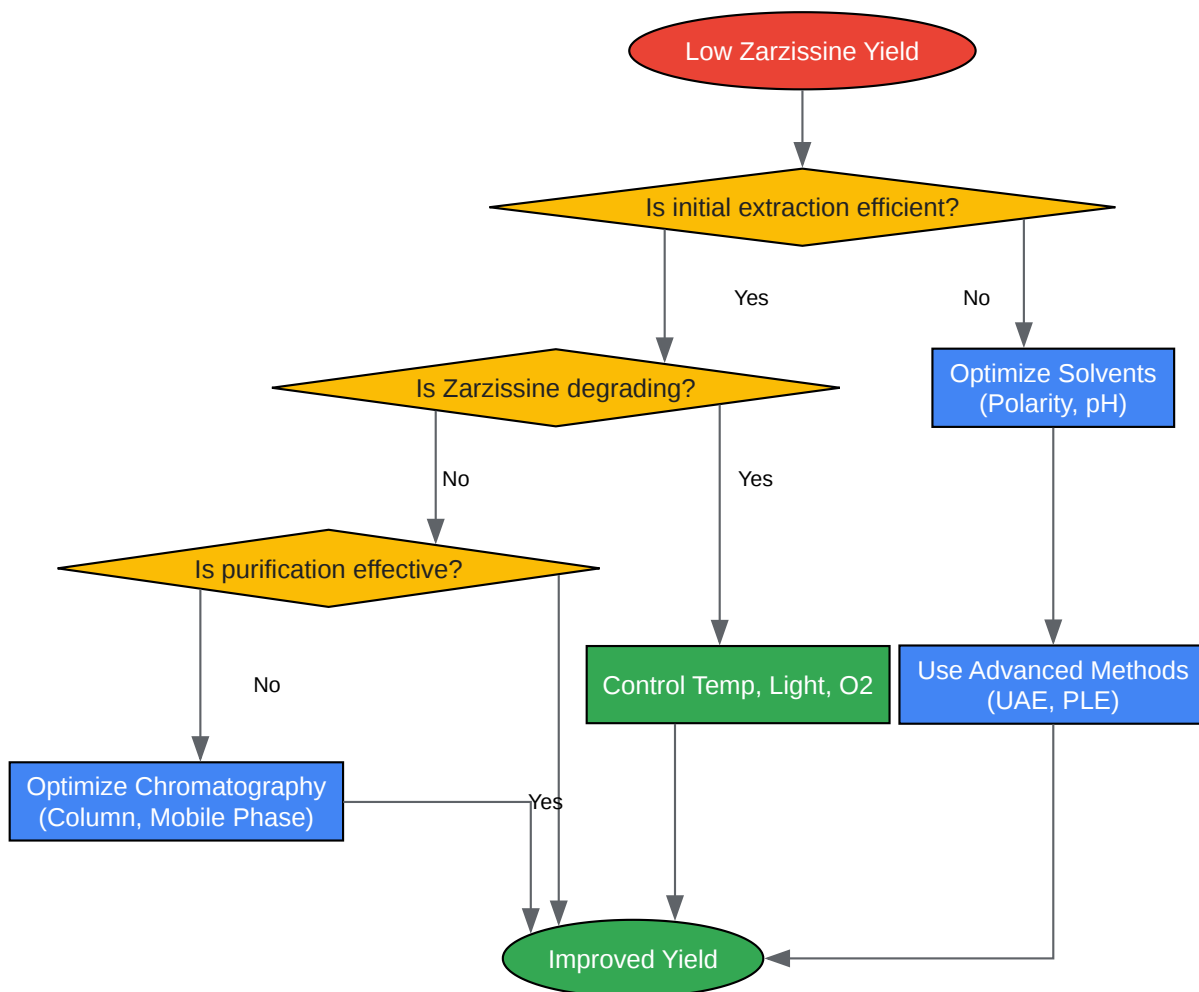 Low Zarzissine Yield
Is initial extraction efficient?
Yes
No
Is Zarzissine degrading?
Optimize Solvents
(Polarity, pH)
No
Yes
Is purification effective?
No
Control Temp, Light, O2
Use Advanced Methods
(UAE, PLE)
Optimize Chromatography
(Column, Mobile Phase)
Yes
Improved Yield